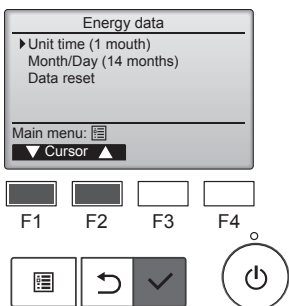 Energy data
Unit time (1 mouth)
Month/Day (14 months)
Data reset
Main menu:
Cursor
F1 F2 F3 F4